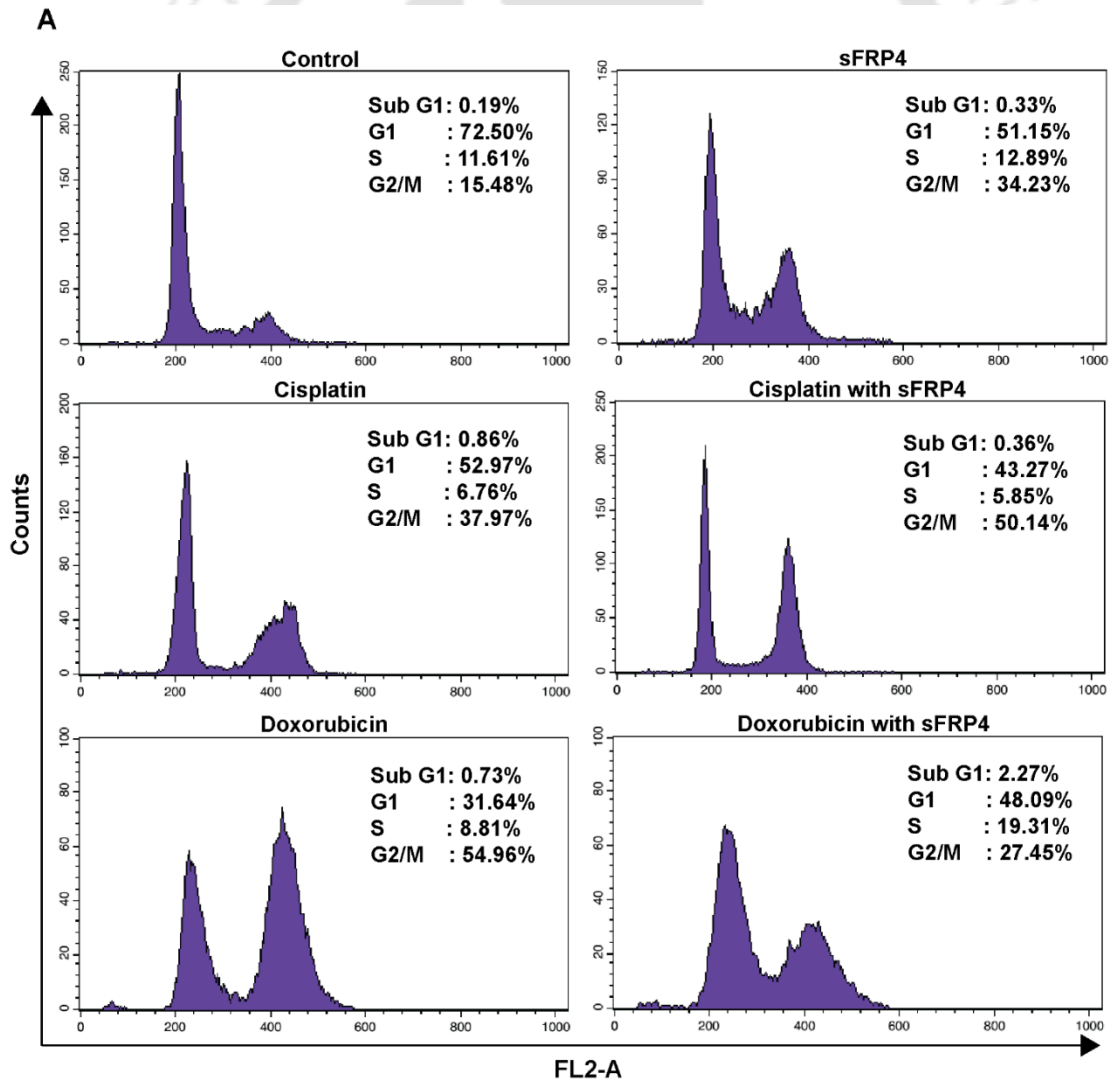 A
Control
250
200
150
100
50
0
Sub G1: 0.19%
G1 : 72.50%
S : 11.61%
G2/M : 15.48%
0 200 400 600 800 1000
sFRP4
150
120
90
60
30
0
Sub G1: 0.33%
G1 : 51.15%
S : 12.89%
G2/M : 34.23%
0 200 400 600 800 1000
Cisplatin
200
160
120
80
40
0
Sub G1: 0.86%
G1 : 52.97%
S : 6.76%
G2/M : 37.97%
0 200 400 600 800 1000
Cisplatin with sFRP4
250
200
150
100
50
0
Sub G1: 0.36%
G1 : 43.27%
S : 5.85%
G2/M : 50.14%
0 200 400 600 800 1000
Doxorubicin
100
80
60
40
20
0
Sub G1: 0.73%
G1 : 31.64%
S : 8.81%
G2/M : 54.96%
0 200 400 600 800 1000
Doxorubicin with sFRP4
100
80
60
40
20
0
Sub G1: 2.27%
G1 : 48.09%
S : 19.31%
G2/M : 27.45%
0 200 400 600 800 1000
Counts
FL2-A